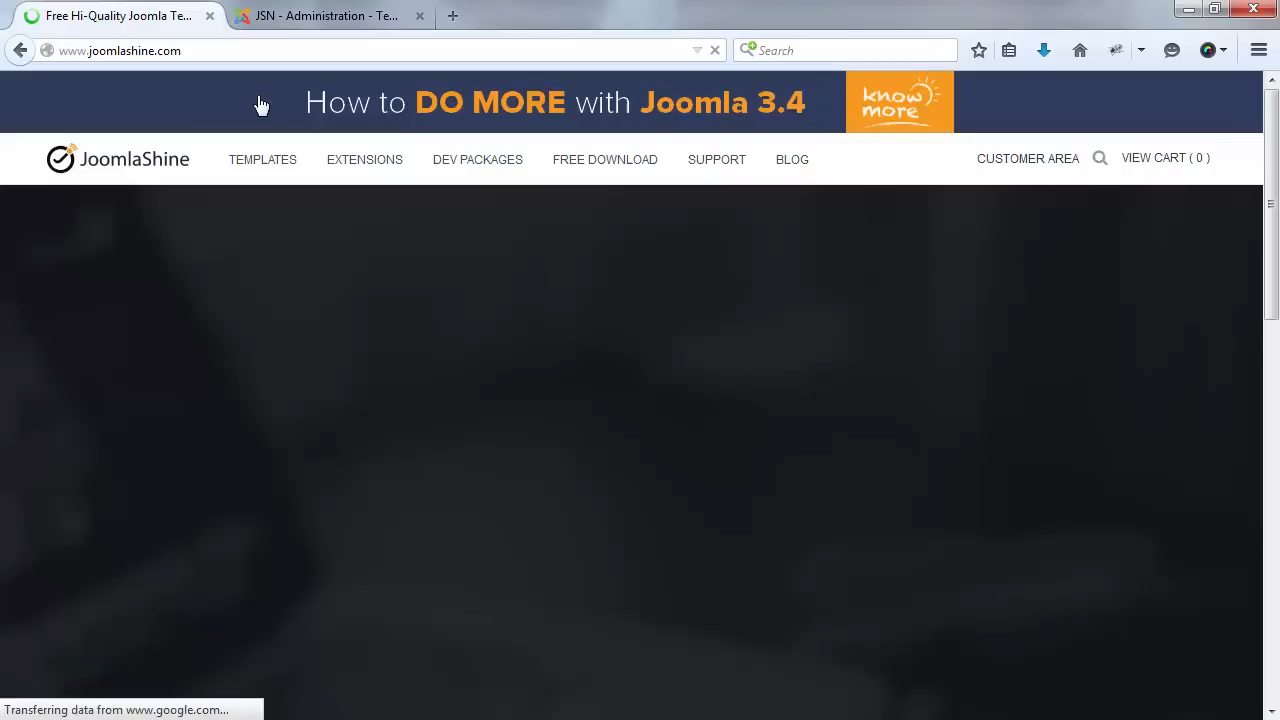 Free Hi-Quality Joomla Te...
JSN - Administration - Te...
www.joomlashine.com
Search
How to DO MORE with Joomla 3.4
know more
JoomlaShine
TEMPLATES
EXTENSIONS
DEV PACKAGES
FREE DOWNLOAD
SUPPORT
BLOG
CUSTOMER AREA
VIEW CART ( 0 )
Transferring data from www.google.com...